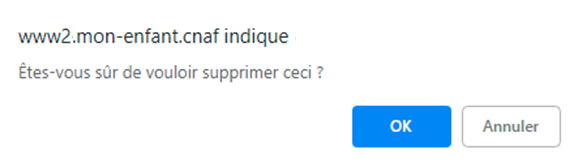 www2.mon-enfant.cnaf indique
Êtes-vous sûr de vouloir supprimer ceci ?
OK
Annuler